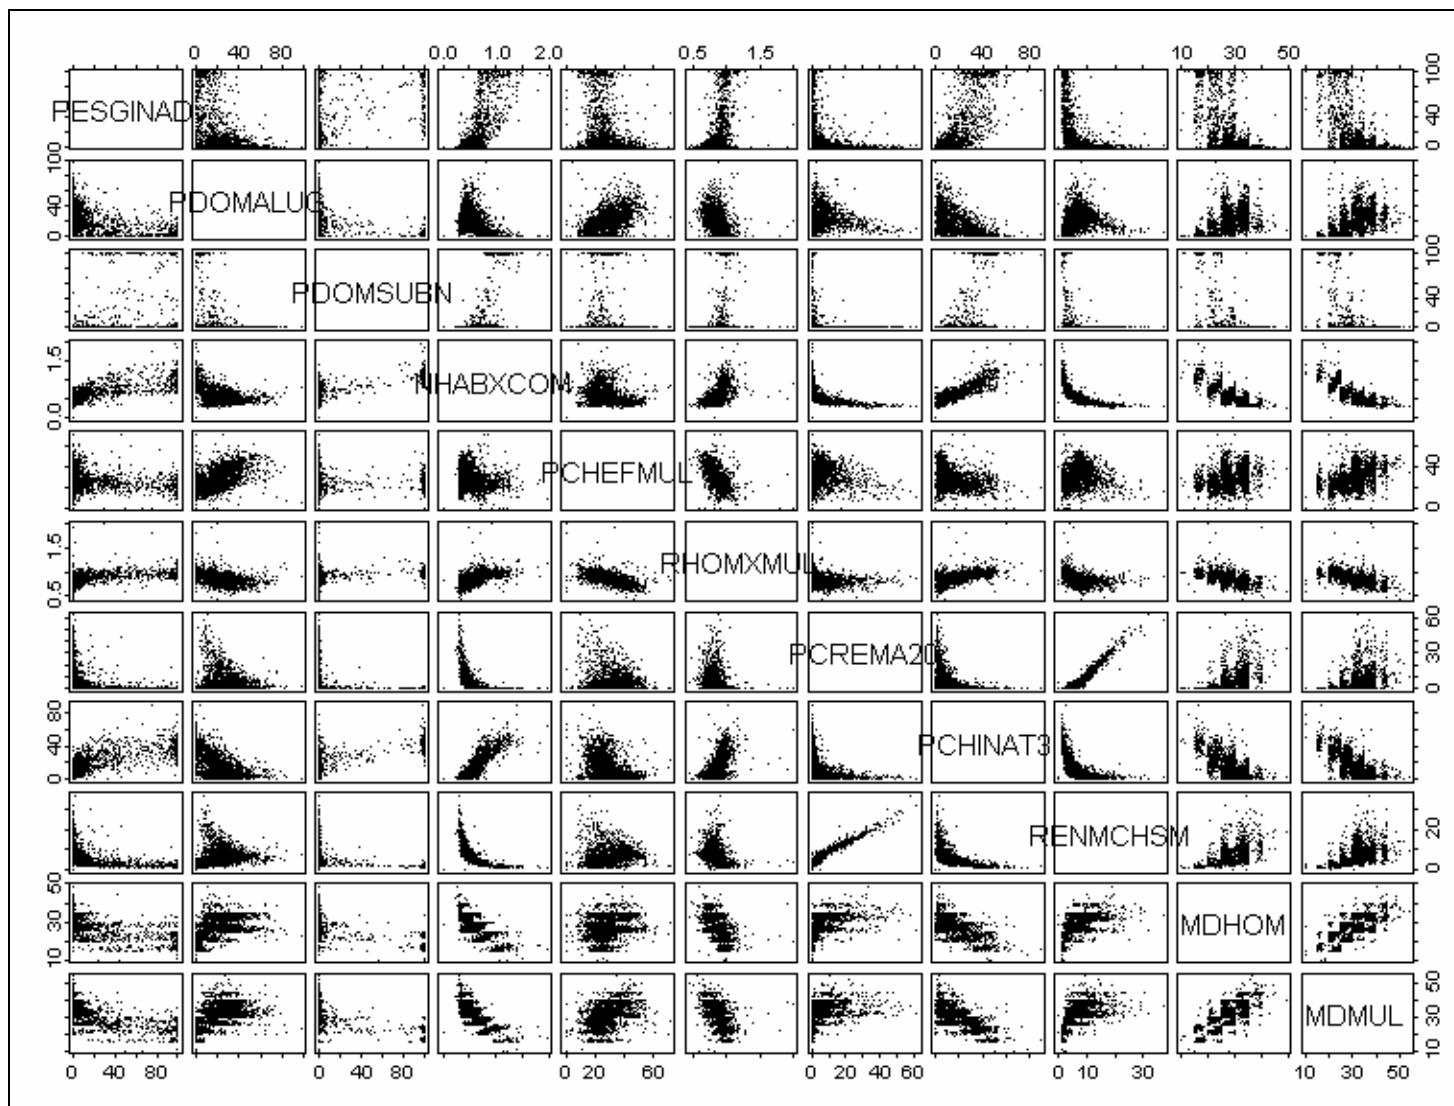 0 40 80 0.0 1.0 2.0 0.5 1.5 0 40 80 10 30 50
PESGINAD 0 40 100
100
0 40 100 PDOMALUG
PDOMSUBN 0 40 100
0.0 1.5 NHABXCOM
PCHEFMUL 0 40
0.5 1.5 RHOMXMUL
PCREMA20 0 30 60
0 40 80 PCHINAT3
RENMCHSM 0 20
10 30 50 MDHOM
MDMUL 10 30 50
0 40 80 0 60 0 20 40 60 0 10 30 10 30 50